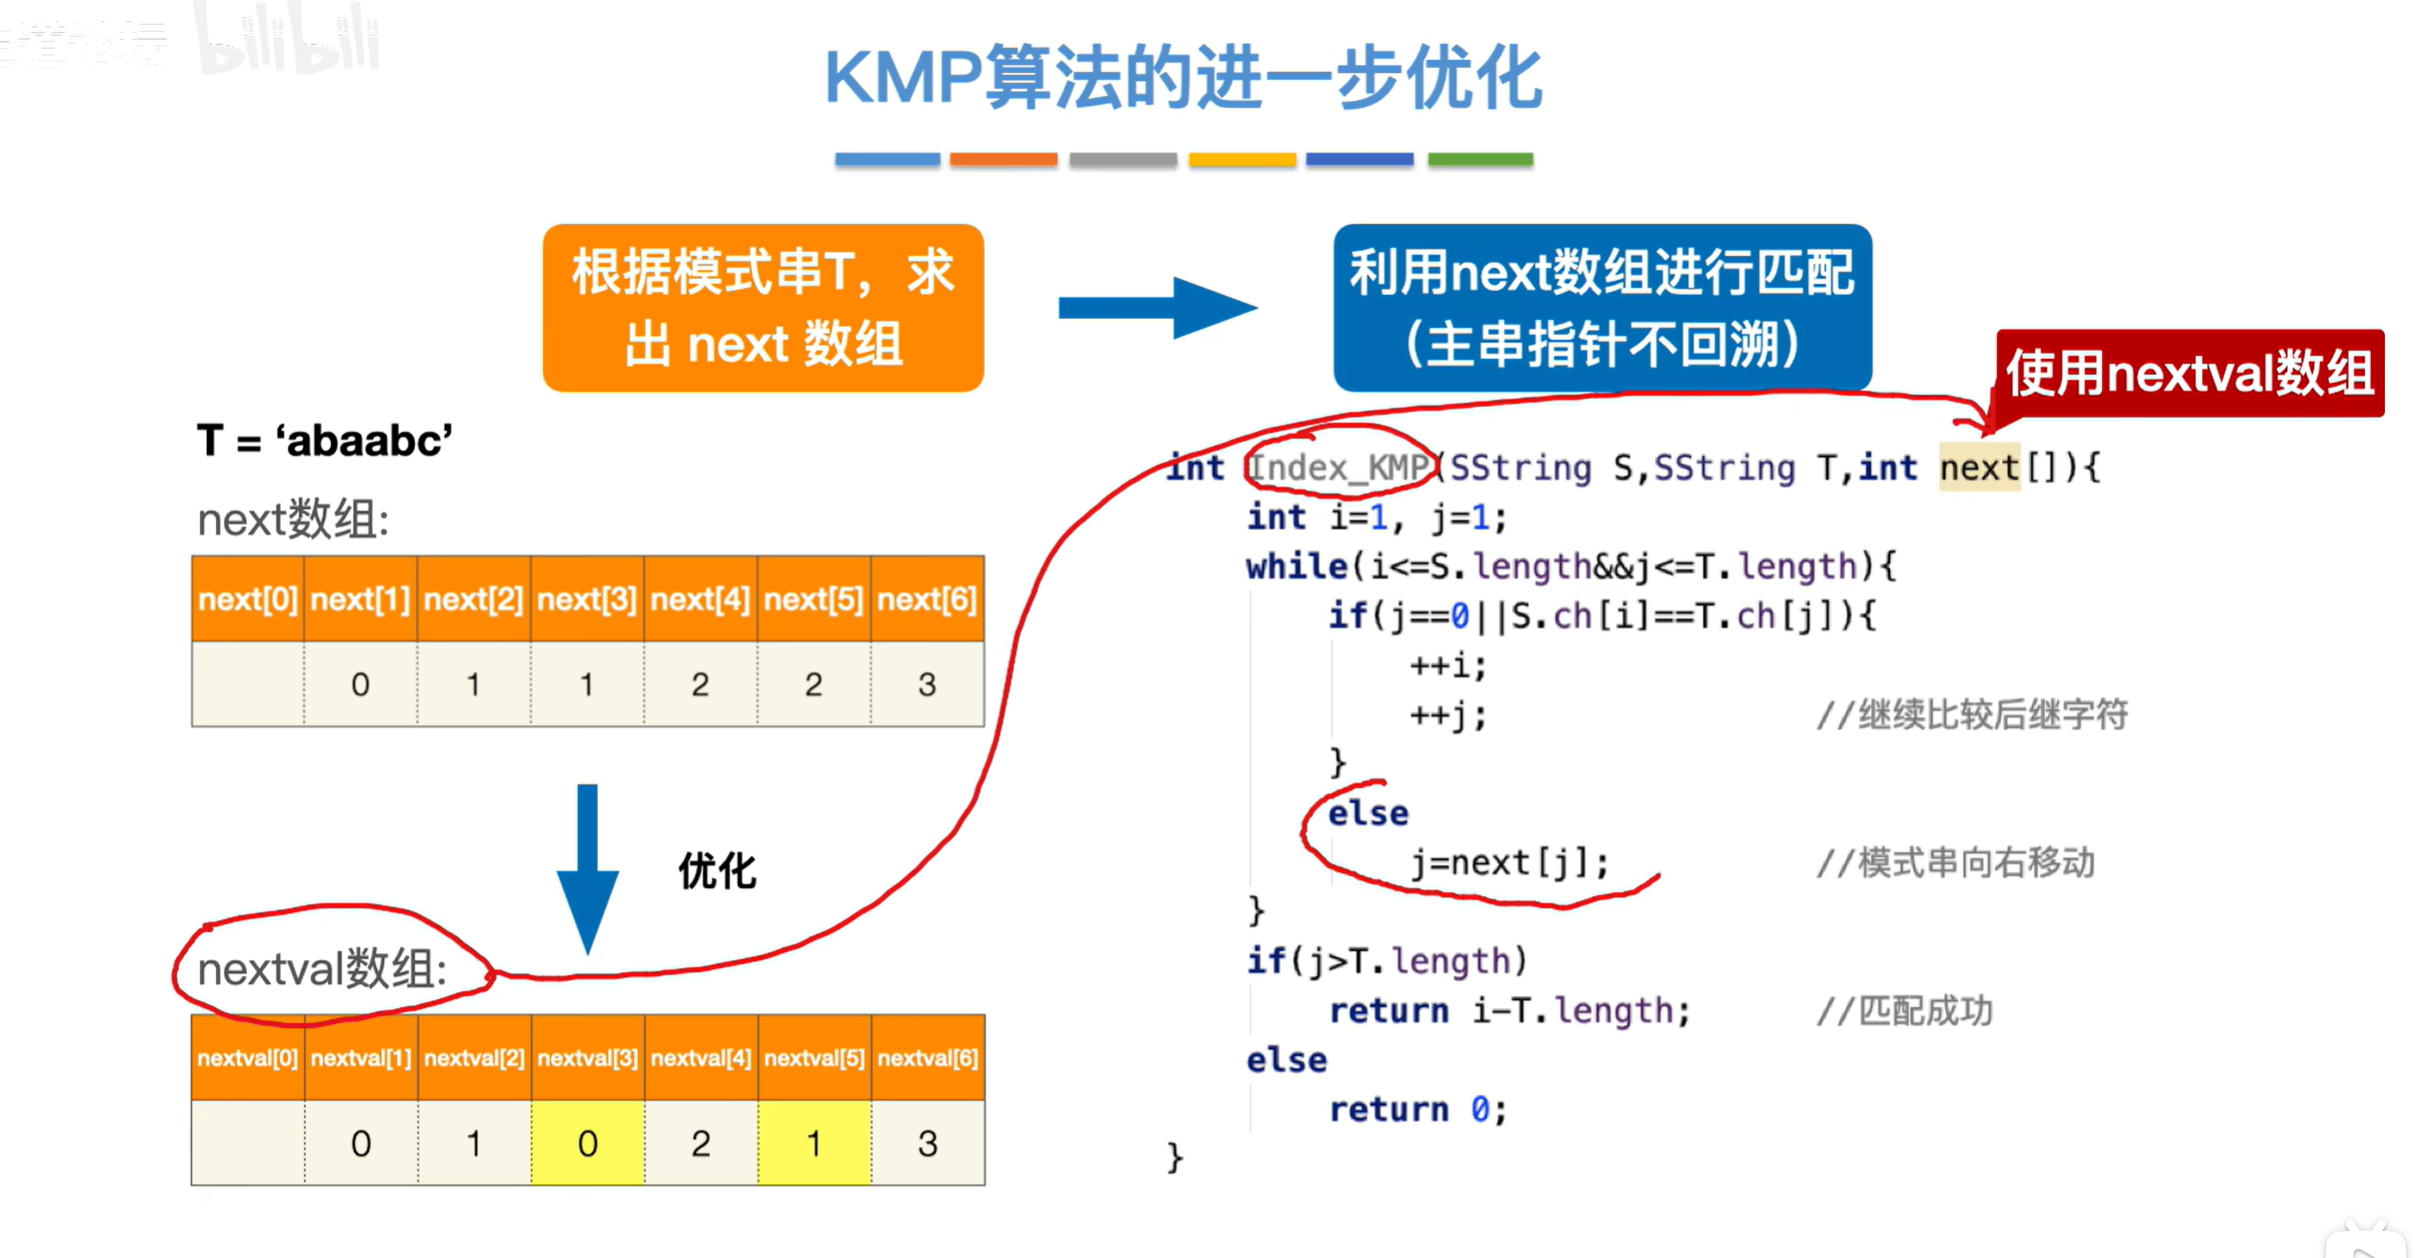 bilibili
KMP算法的进一步优化
根据模式串T，求
出 next 数组
利用next数组进行匹配
（主串指针不回溯）
使用nextval数组
T = ‘abaabc’
next数组:
next[0] next[1] next[2] next[3] next[4] next[5] next[6]
0 1 1 2 2 3
优化
nextval数组:
nextval[0] nextval[1] nextval[2] nextval[3] nextval[4] nextval[5] nextval[6]
0 1 0 2 1 3
int Index_KMP(SString S,SString T,int next[]){
int i=1, j=1;
while(i<=S.length&&j<=T.length){
if(j==0||S.ch[i]==T.ch[j]){
++i;
++j; //继续比较后继字符
}
else
j=next[j]; //模式串向右移动
}
if(j>T.length)
return i-T.length; //匹配成功
else
return 0;
}